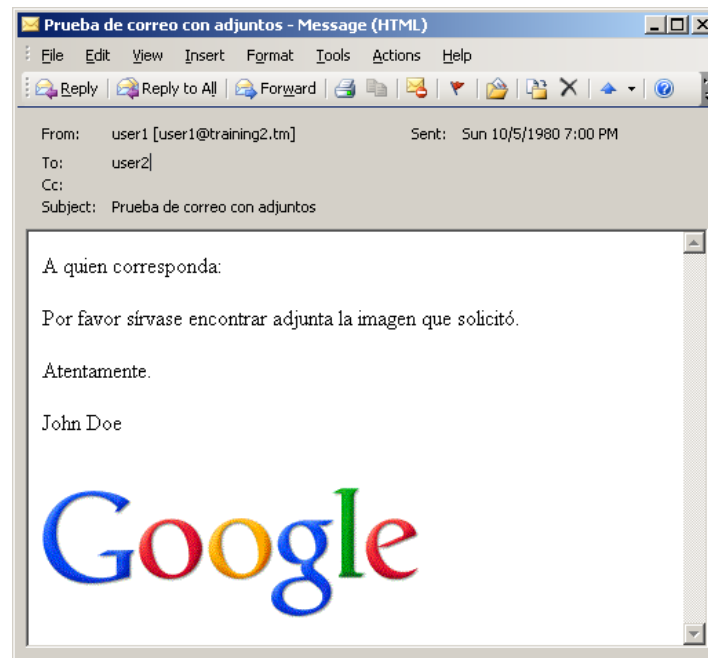 Prueba de correo con adjuntos - Message (HTML)
File Edit View Insert Format Tools Actions Help
Reply Reply to All Forward
From: user1 [user1@training2.tm] Sent: Sun 10/5/1980 7:00 PM
To: user2
Cc:
Subject: Prueba de correo con adjuntos
A quien corresponda:
Por favor sírvase encontrar adjunta la imagen que solicitó.
Atentamente.
John Doe
Google